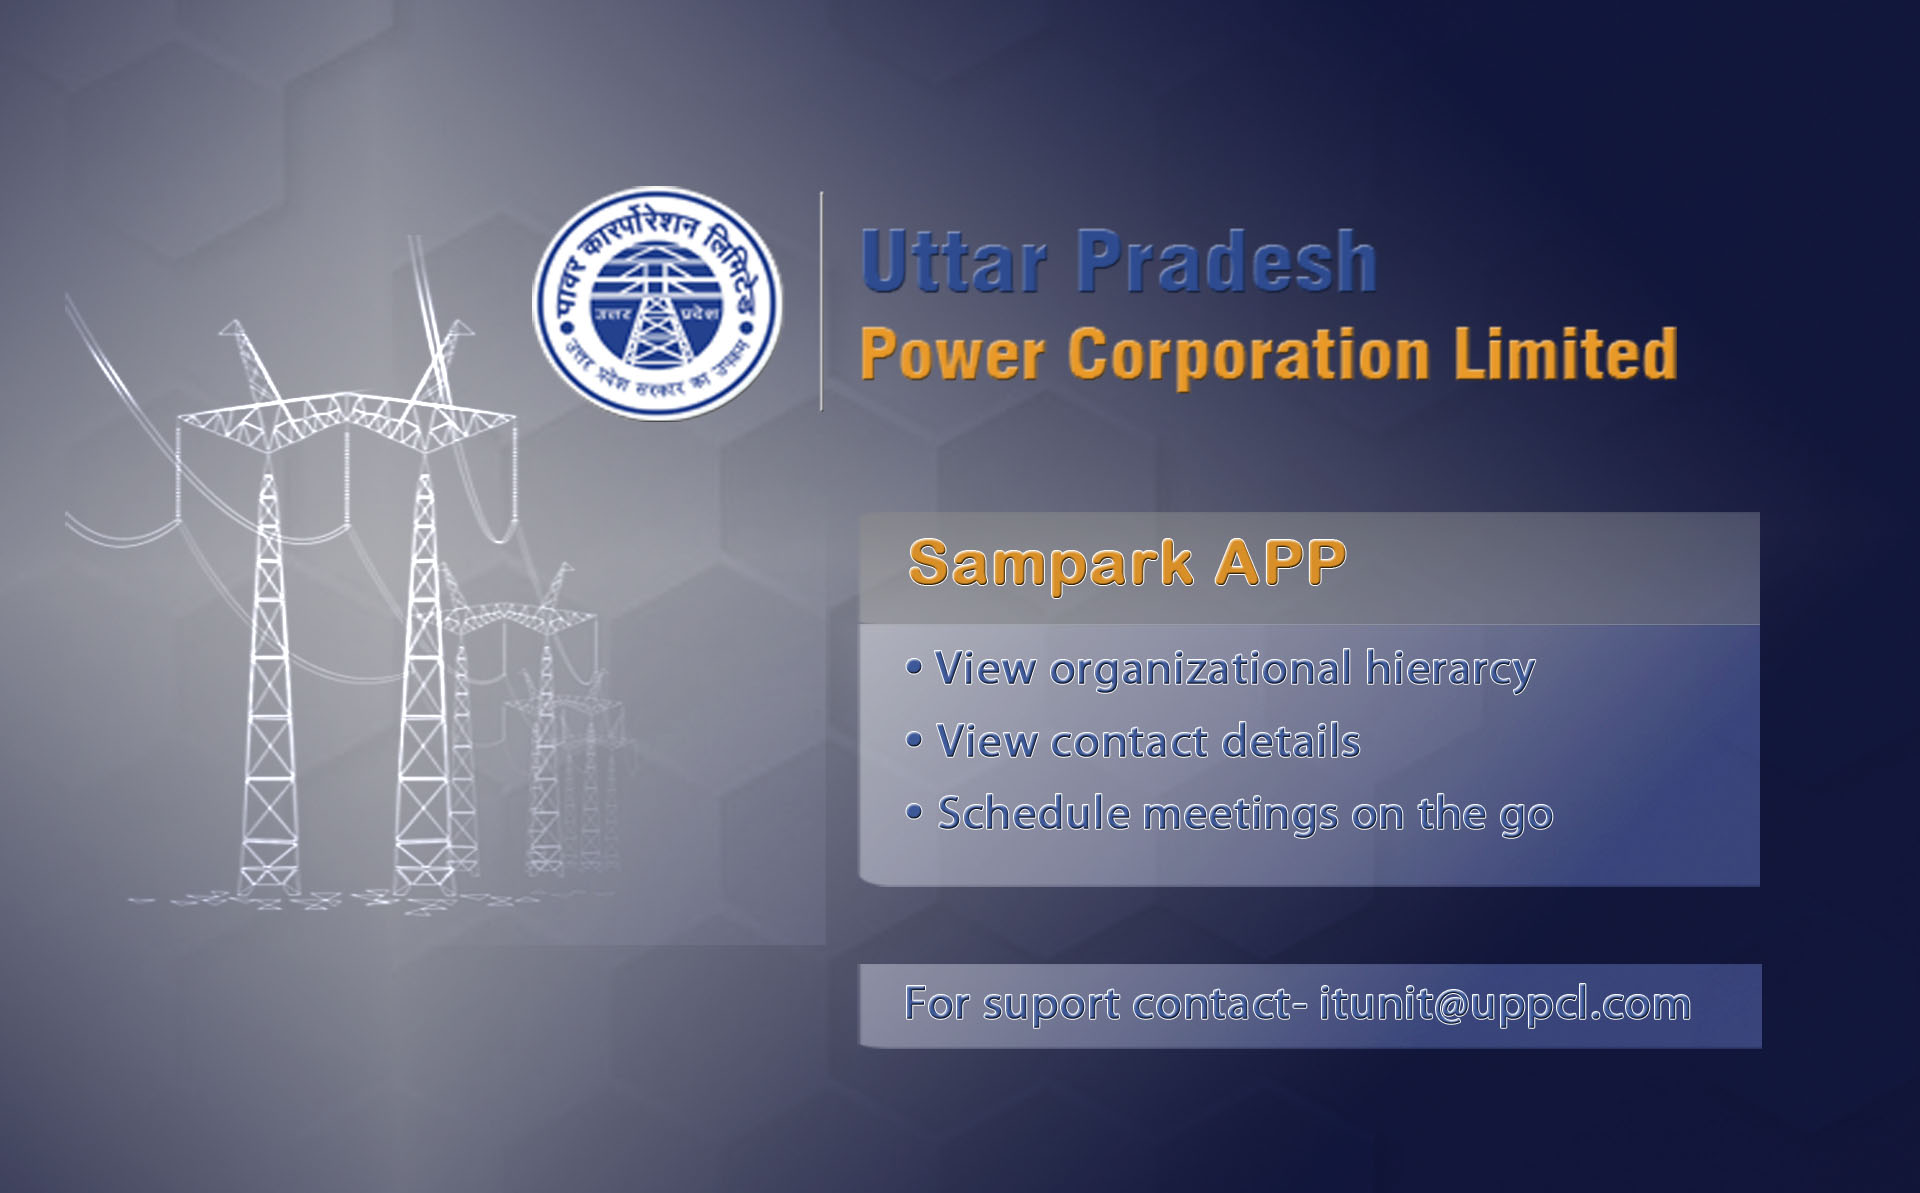 पावर कारपोरेशन लिमिटेड
उत्तर प्रदेश
उत्तर प्रदेश सरकार का उपक्रम
Uttar Pradesh
Power Corporation Limited
Sampark APP
• View organizational hierarcy
• View contact details
• Schedule meetings on the go
For suport contact- itunit@uppcl.com